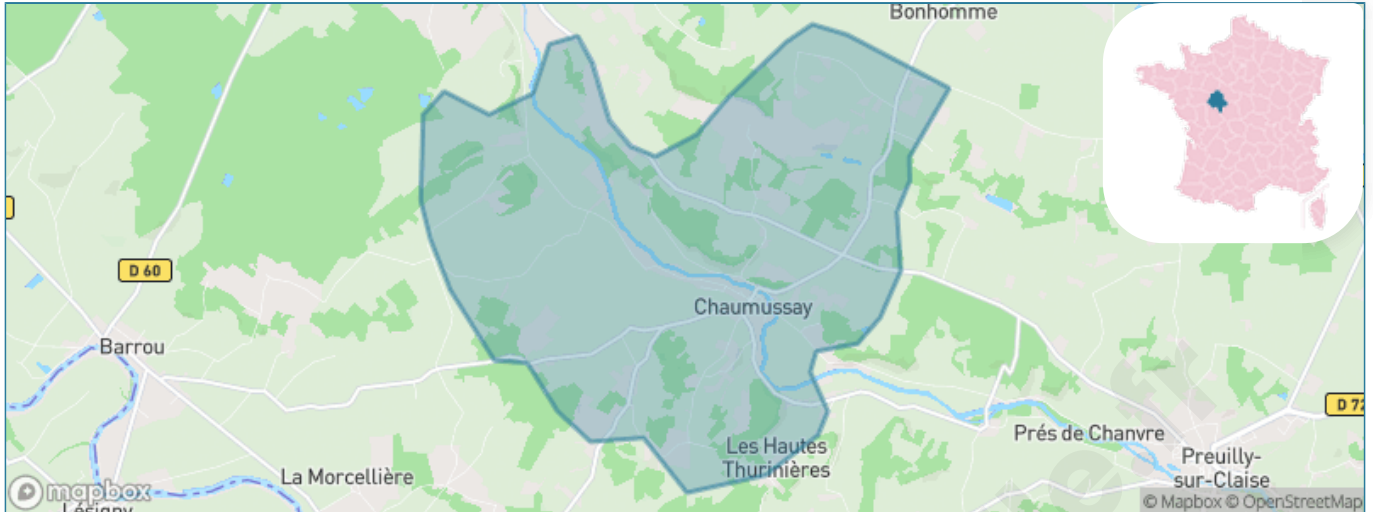 Bonhomme
D 60
Chaumussay
Barrou
D 72
Prés de Chanvre
Les Hautes
Thurinières
Preuilly-
sur-Claise
La Morcellière
mapbox
Lésigny
© Mapbox © OpenStreetMap